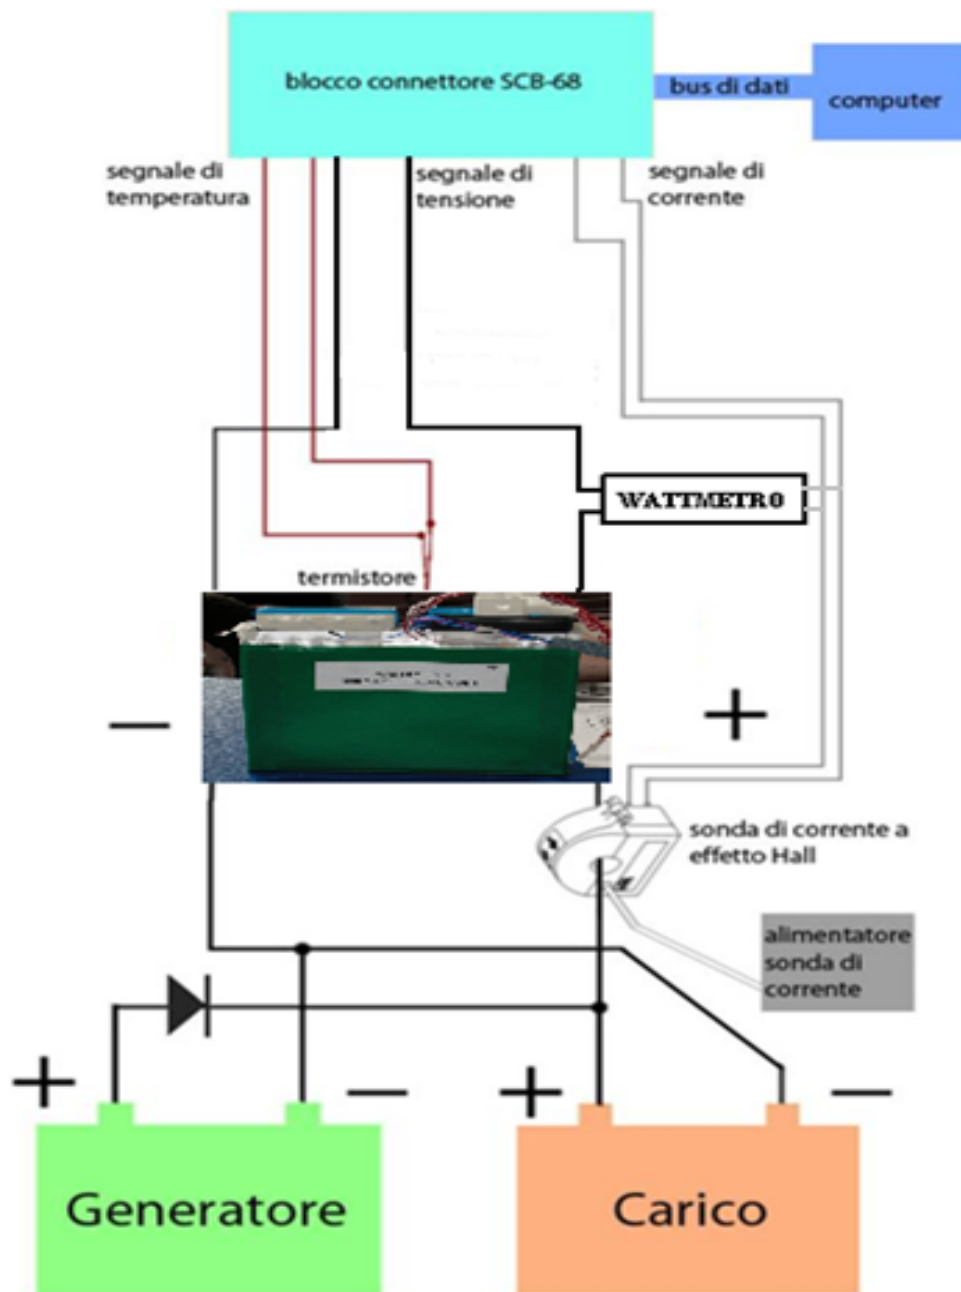 blocco connettore SCB-68
bus di dati
computer
segnale di
temperatura
segnale di
tensione
segnale di
corrente
WATTMETRO
termistore
−
+
sonda di corrente a
effetto Hall
alimentatore
sonda di
corrente
+
−
+
−
Generatore
Carico